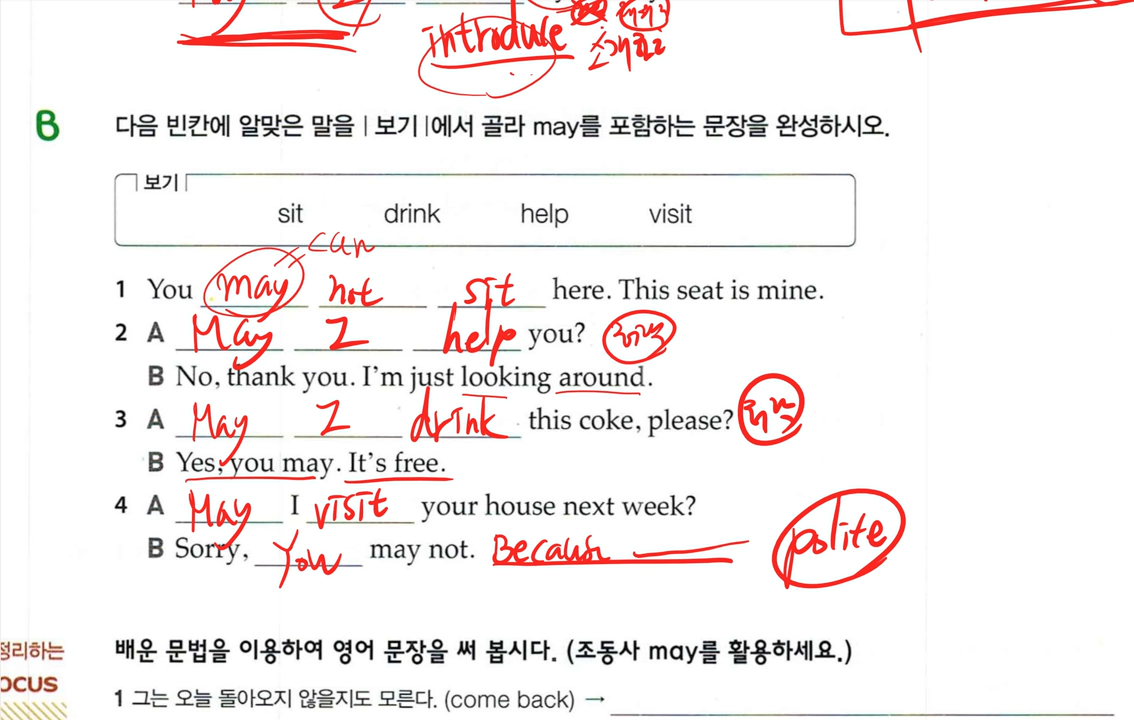 introduce
소개하다
B 다음 빈칸에 알맞은 말을 | 보기 |에서 골라 may를 포함하는 문장을 완성하시오.
보기
sit drink help visit
can
1 You may not sit here. This seat is mine.
2 A May I help you?
B No, thank you. I'm just looking around.
3 A May I drink this coke, please? 허락
B Yes, you may. It's free.
4 A May I visit your house next week?
B Sorry, You may not. Because
polite
정리하는
OCUS
배운 문법을 이용하여 영어 문장을 써 봅시다. (조동사 may를 활용하세요.)
1 그는 오늘 돌아오지 않을지도 모른다. (come back) →